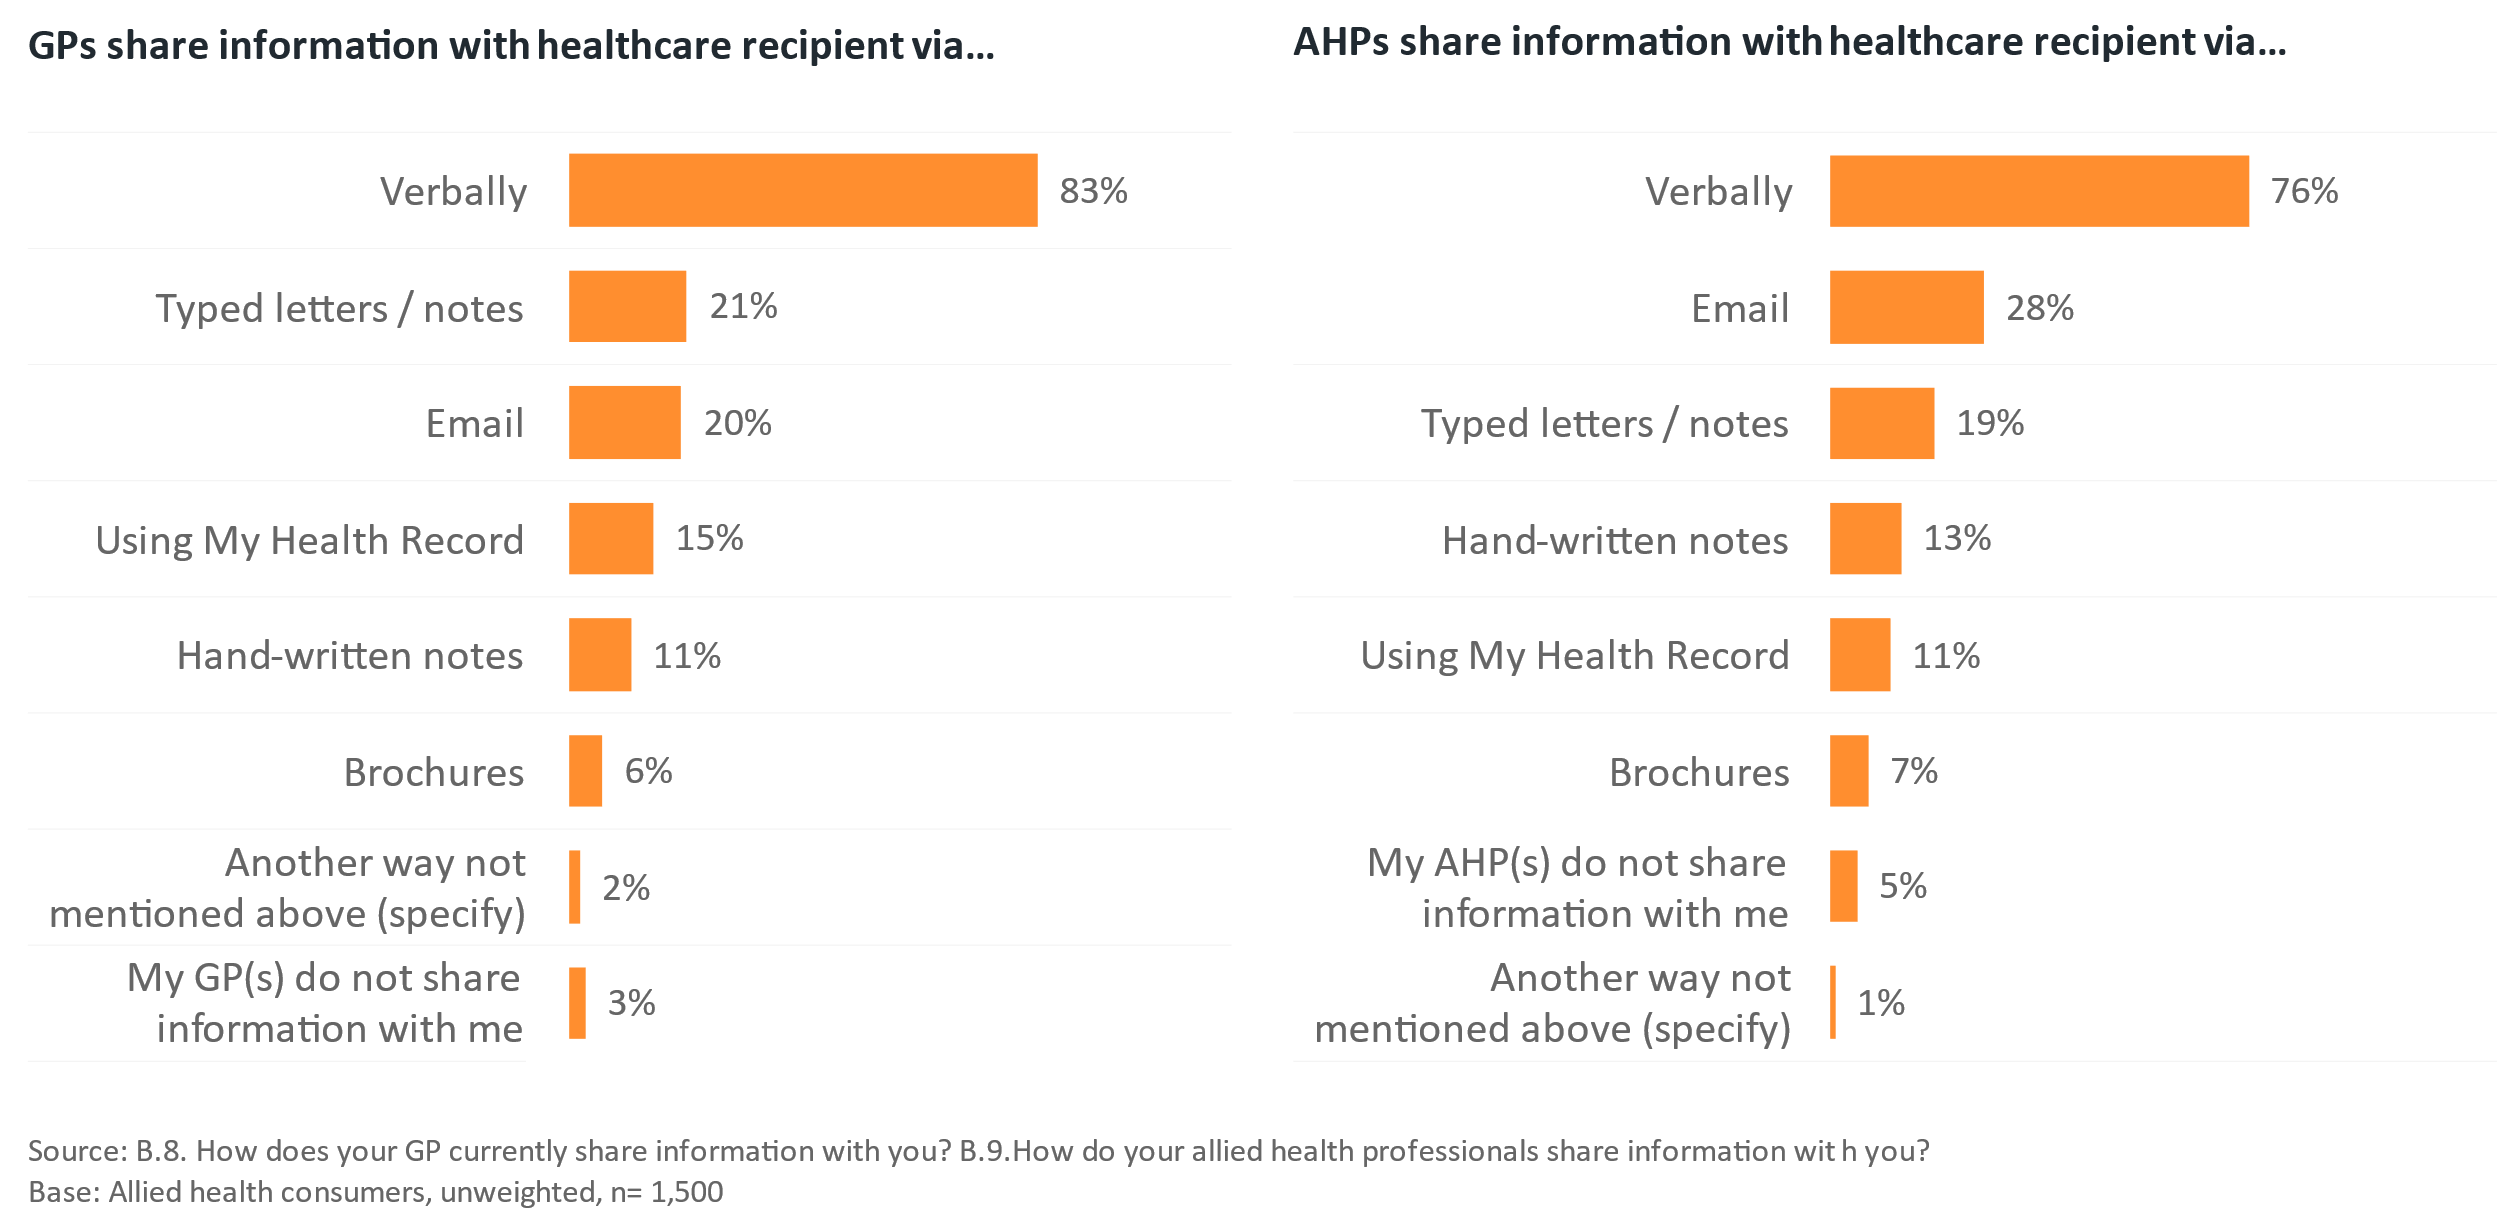 GPs share information with healthcare recipient via...
Verbally
83%
Typed letters / notes
21%
Email
20%
Using My Health Record
15%
Hand-written notes
11%
Brochures
6%
Another way not
mentioned above (specify)
2%
My GP(s) do not share
information with me
3%
AHPs share information with healthcare recipient via...
Verbally
76%
Email
28%
Typed letters / notes
19%
Hand-written notes
13%
Using My Health Record
11%
Brochures
7%
My AHP(s) do not share
information with me
5%
Another way not
mentioned above (specify)
1%
Source: B.8. How does your GP currently share information with you? B.9.How do your allied health professionals share information with you?
Base: Allied health consumers, unweighted, n= 1,500